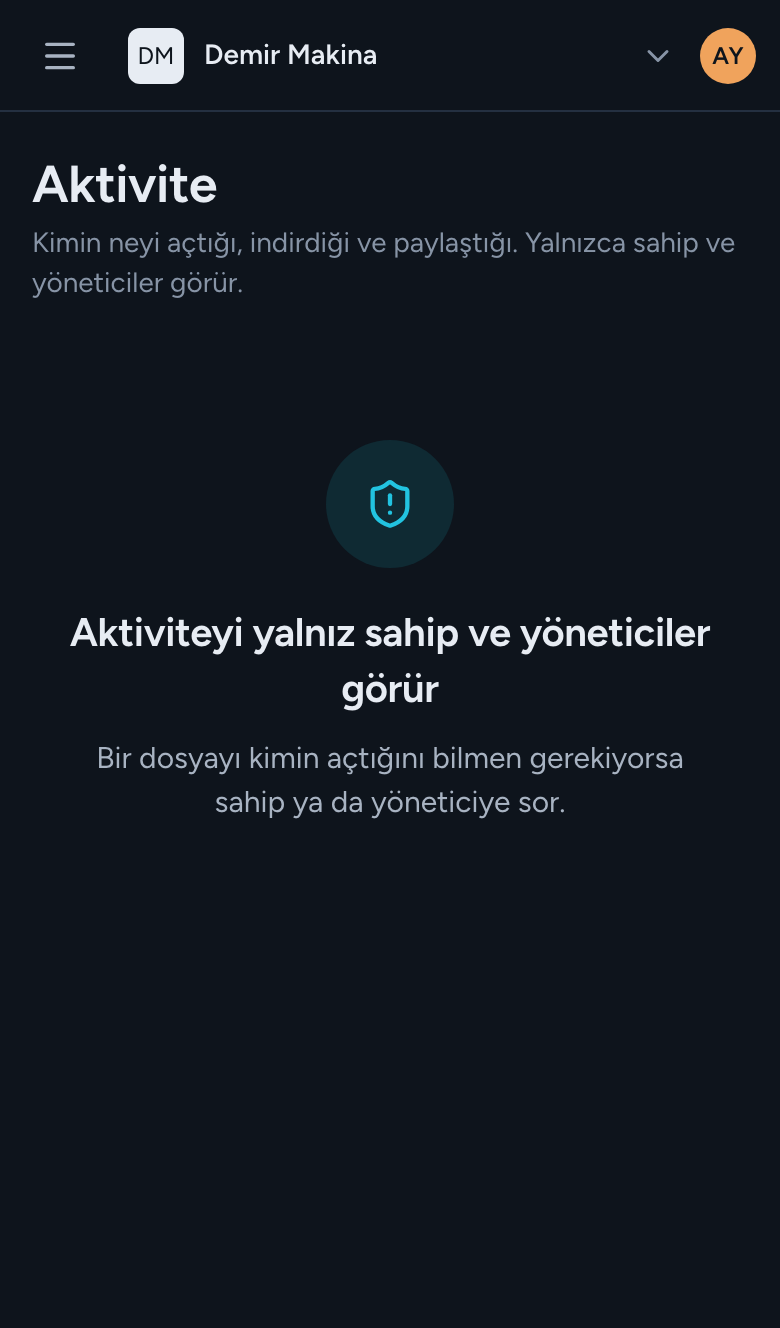 DM
Demir Makina
AY
Aktivite
Kimin neyi açtığı, indirdiği ve paylaştığı. Yalnızca sahip ve
yöneticiler görür.
Aktiviteyi yalnız sahip ve yöneticiler
görür
Bir dosyayı kimin açtığını bilmen gerekiyorsa
sahip ya da yöneticiye sor.